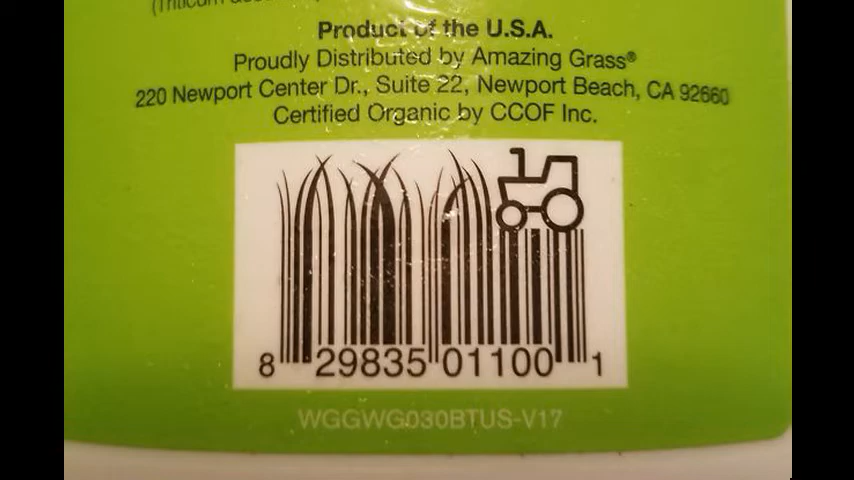 Product of the U.S.A.
Proudly Distributed by Amazing Grass®
220 Newport Center Dr., Suite 22, Newport Beach, CA 92660
Certified Organic by CCOF Inc.
8 29835 01100 1
WGGWG030BTUS-V17